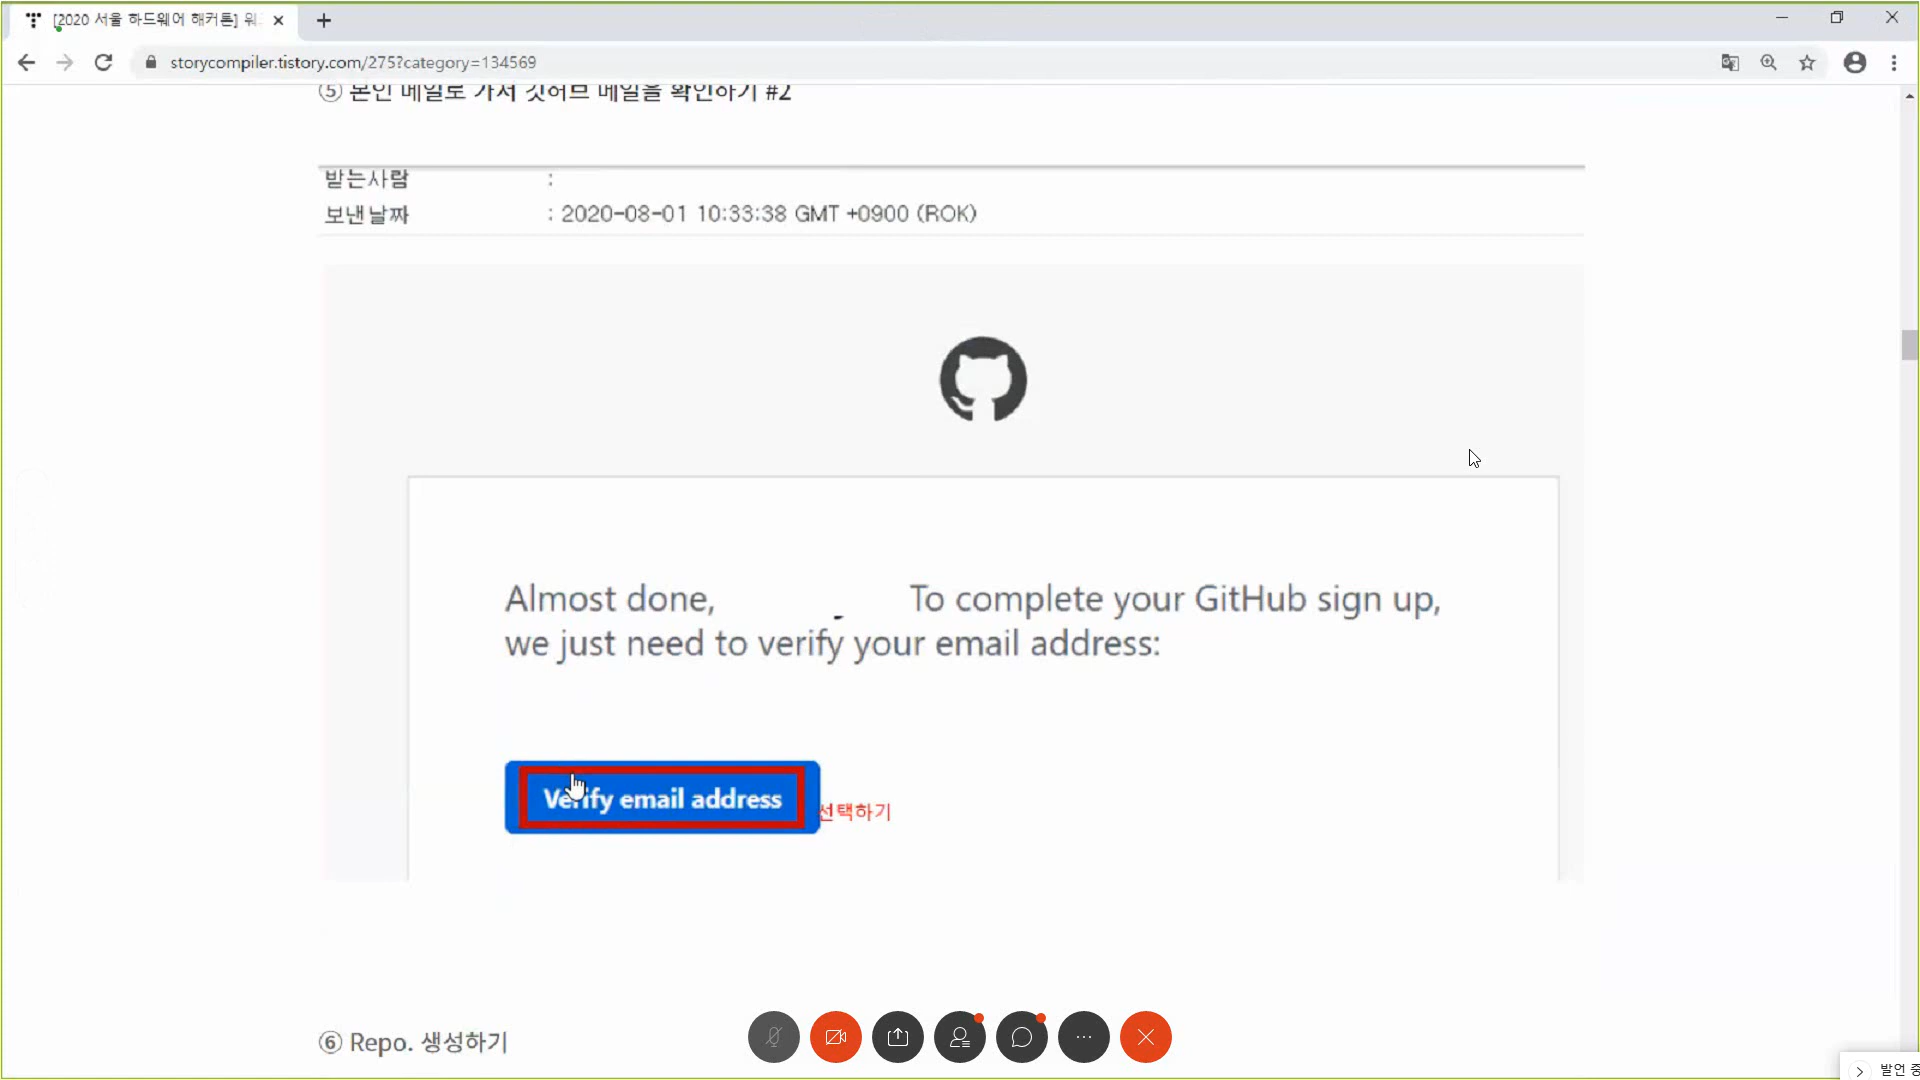 [2020 서울 하드웨어 해커톤] 워
storycompiler.tistory.com/275?category=134569
⑤ 본인 메일로 가서 깃허브 메일을 확인하기 #2
받는사람 :
보낸날짜 : 2020-08-01 10:33:38 GMT +0900 (ROK)
Almost done, To complete your GitHub sign up,
we just need to verify your email address:
Verify email address
선택하기
⑥ Repo. 생성하기
발언 중